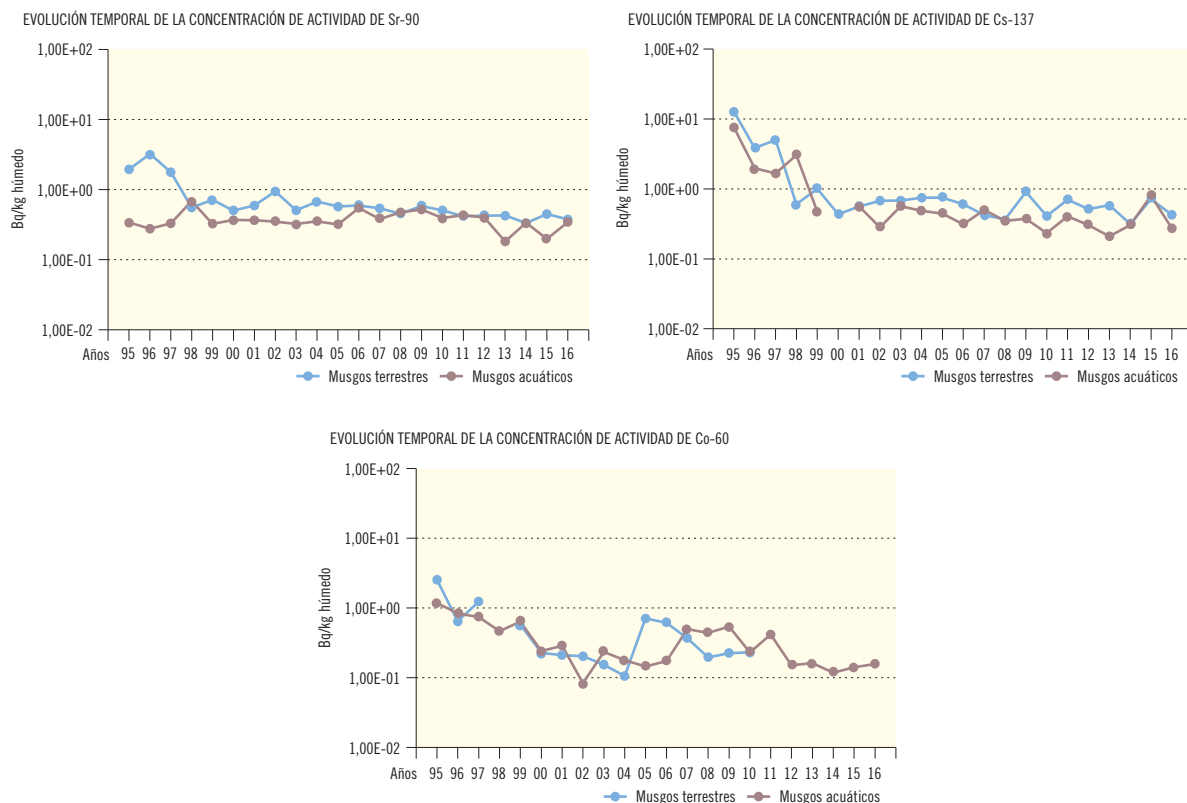 EVOLUCIÓN TEMPORAL DE LA CONCENTRACIÓN DE ACTIVIDAD DE Sr-90
Bq/kg húmedo
1,00E+02
1,00E+01
1,00E+00
1,00E-01
1,00E-02
Años 95 96 97 98 99 00 01 02 03 04 05 06 07 08 09 10 11 12 13 14 15 16
Musgos terrestres Musgos acuáticos
EVOLUCIÓN TEMPORAL DE LA CONCENTRACIÓN DE ACTIVIDAD DE Cs-137
Bq/kg húmedo
1,00E+02
1,00E+01
1,00E+00
1,00E-01
1,00E-02
Años 95 96 97 98 99 00 01 02 03 04 05 06 07 08 09 10 11 12 13 14 15 16
Musgos terrestres Musgos acuáticos
EVOLUCIÓN TEMPORAL DE LA CONCENTRACIÓN DE ACTIVIDAD DE Co-60
Bq/kg húmedo
1,00E+02
1,00E+01
1,00E+00
1,00E-01
1,00E-02
Años 95 96 97 98 99 00 01 02 03 04 05 06 07 08 09 10 11 12 13 14 15 16
Musgos terrestres Musgos acuáticos